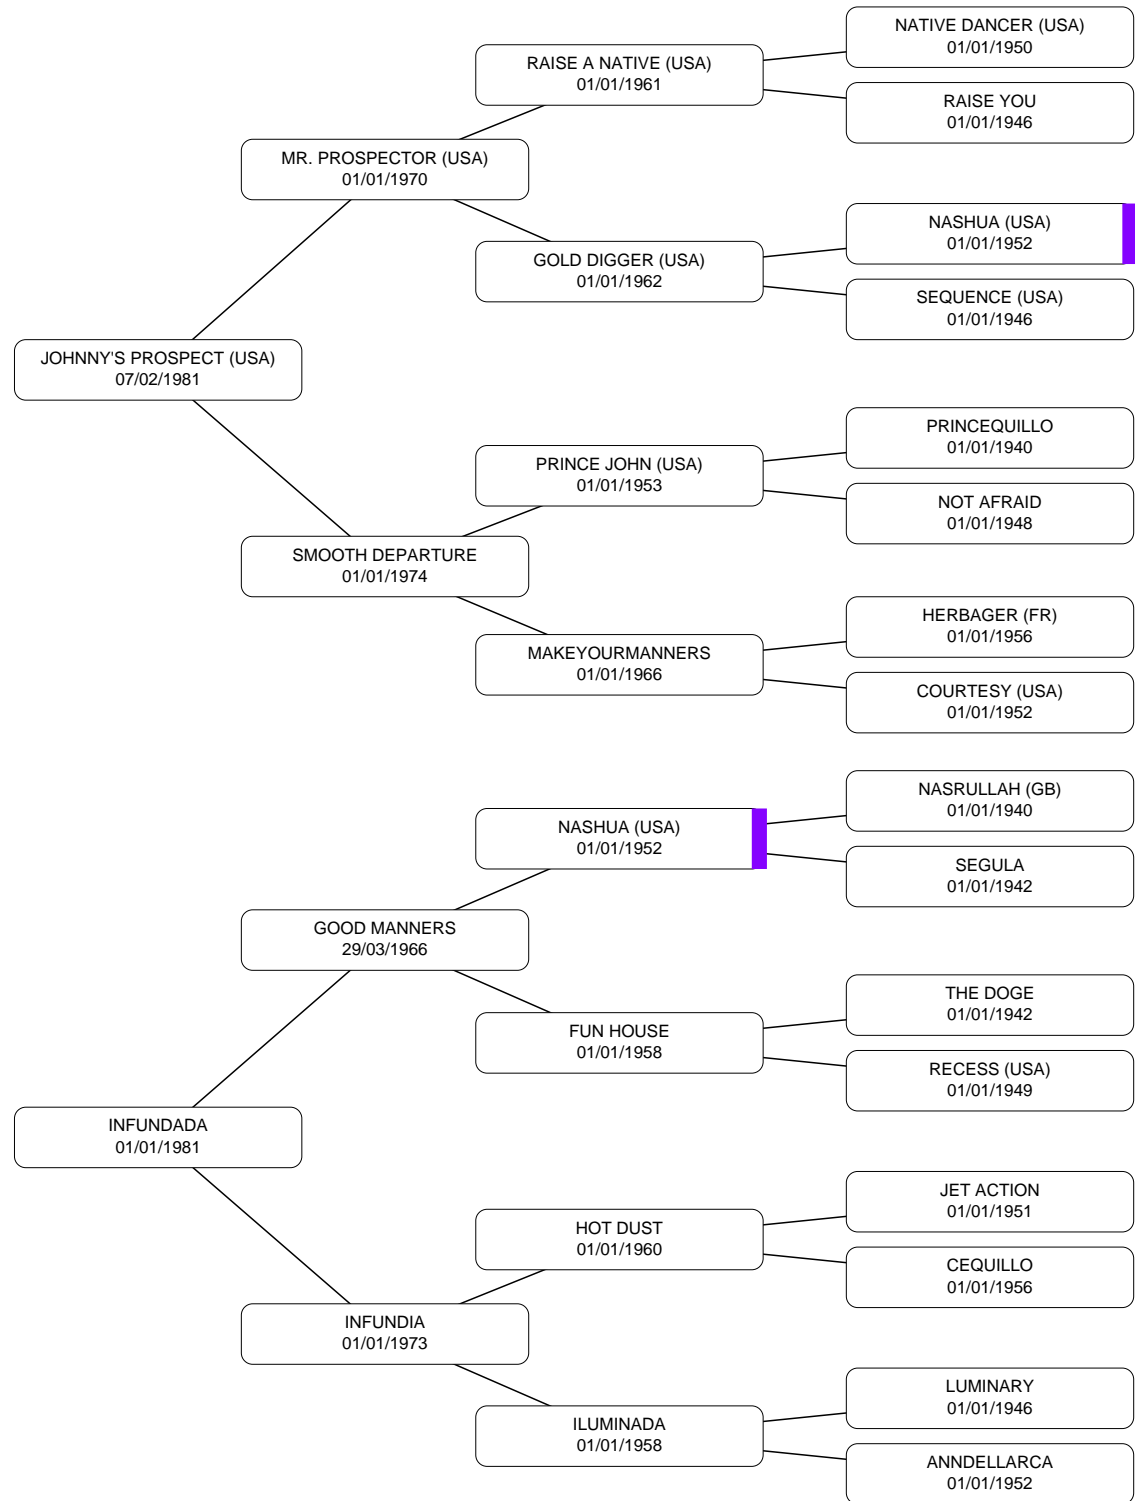 NATIVE DANCER (USA)
01/01/1950
RAISE A NATIVE (USA)
01/01/1961
RAISE YOU
01/01/1946
MR. PROSPECTOR (USA)
01/01/1970
NASHUA (USA)
01/01/1952
GOLD DIGGER (USA)
01/01/1962
SEQUENCE (USA)
01/01/1946
JOHNNY'S PROSPECT (USA)
07/02/1981
PRINCEQUILLO
01/01/1940
PRINCE JOHN (USA)
01/01/1953
NOT AFRAID
01/01/1948
SMOOTH DEPARTURE
01/01/1974
HERBAGER (FR)
01/01/1956
MAKEYOURMANNERS
01/01/1966
COURTESY (USA)
01/01/1952
NASRULLAH (GB)
01/01/1940
NASHUA (USA)
01/01/1952
SEGULA
01/01/1942
GOOD MANNERS
29/03/1966
THE DOGE
01/01/1942
FUN HOUSE
01/01/1958
RECESS (USA)
01/01/1949
INFUNDADA
01/01/1981
JET ACTION
01/01/1951
HOT DUST
01/01/1960
CEQUILLO
01/01/1956
INFUNDIA
01/01/1973
LUMINARY
01/01/1946
ILUMINADA
01/01/1958
ANNDELLARCA
01/01/1952